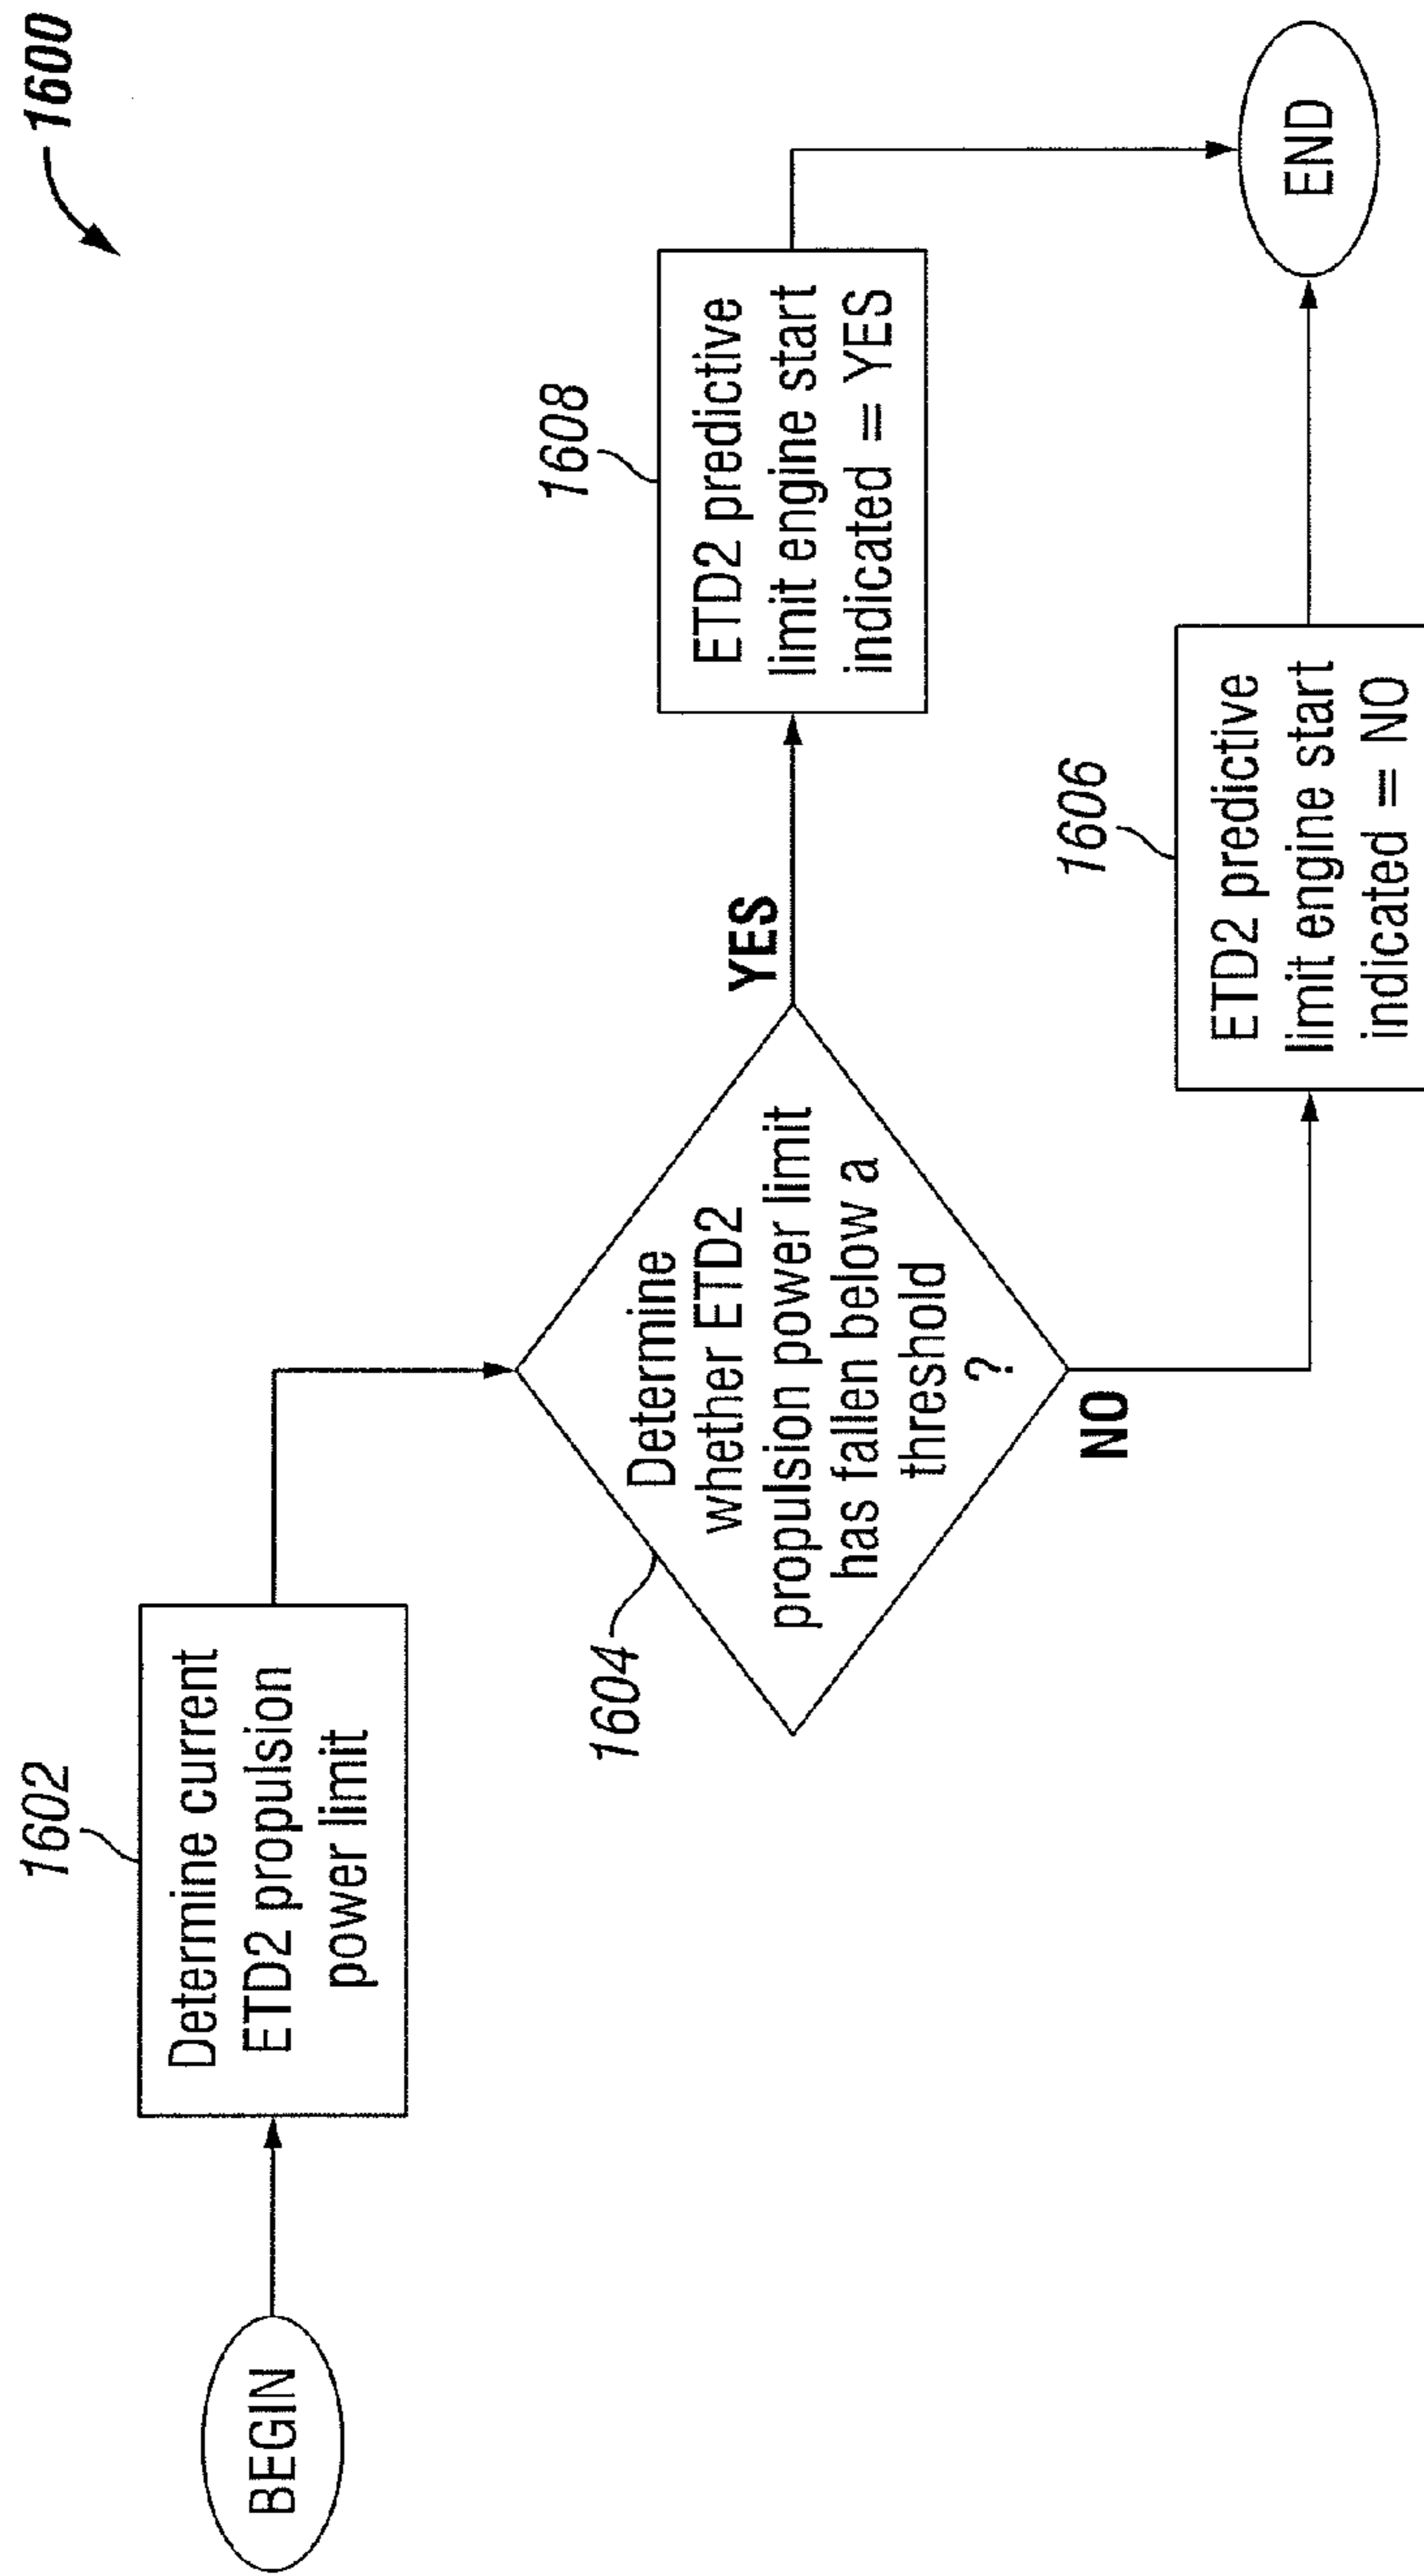 1600
BEGIN
1602
Determine current
ETD2 propulsion
power limit
1604
Determine
whether ETD2
propulsion power limit
has fallen below a
threshold
?
YES
NO
1608
ETD2 predictive
limit engine start
indicated = YES
1606
ETD2 predictive
limit engine start
indicated = NO
END